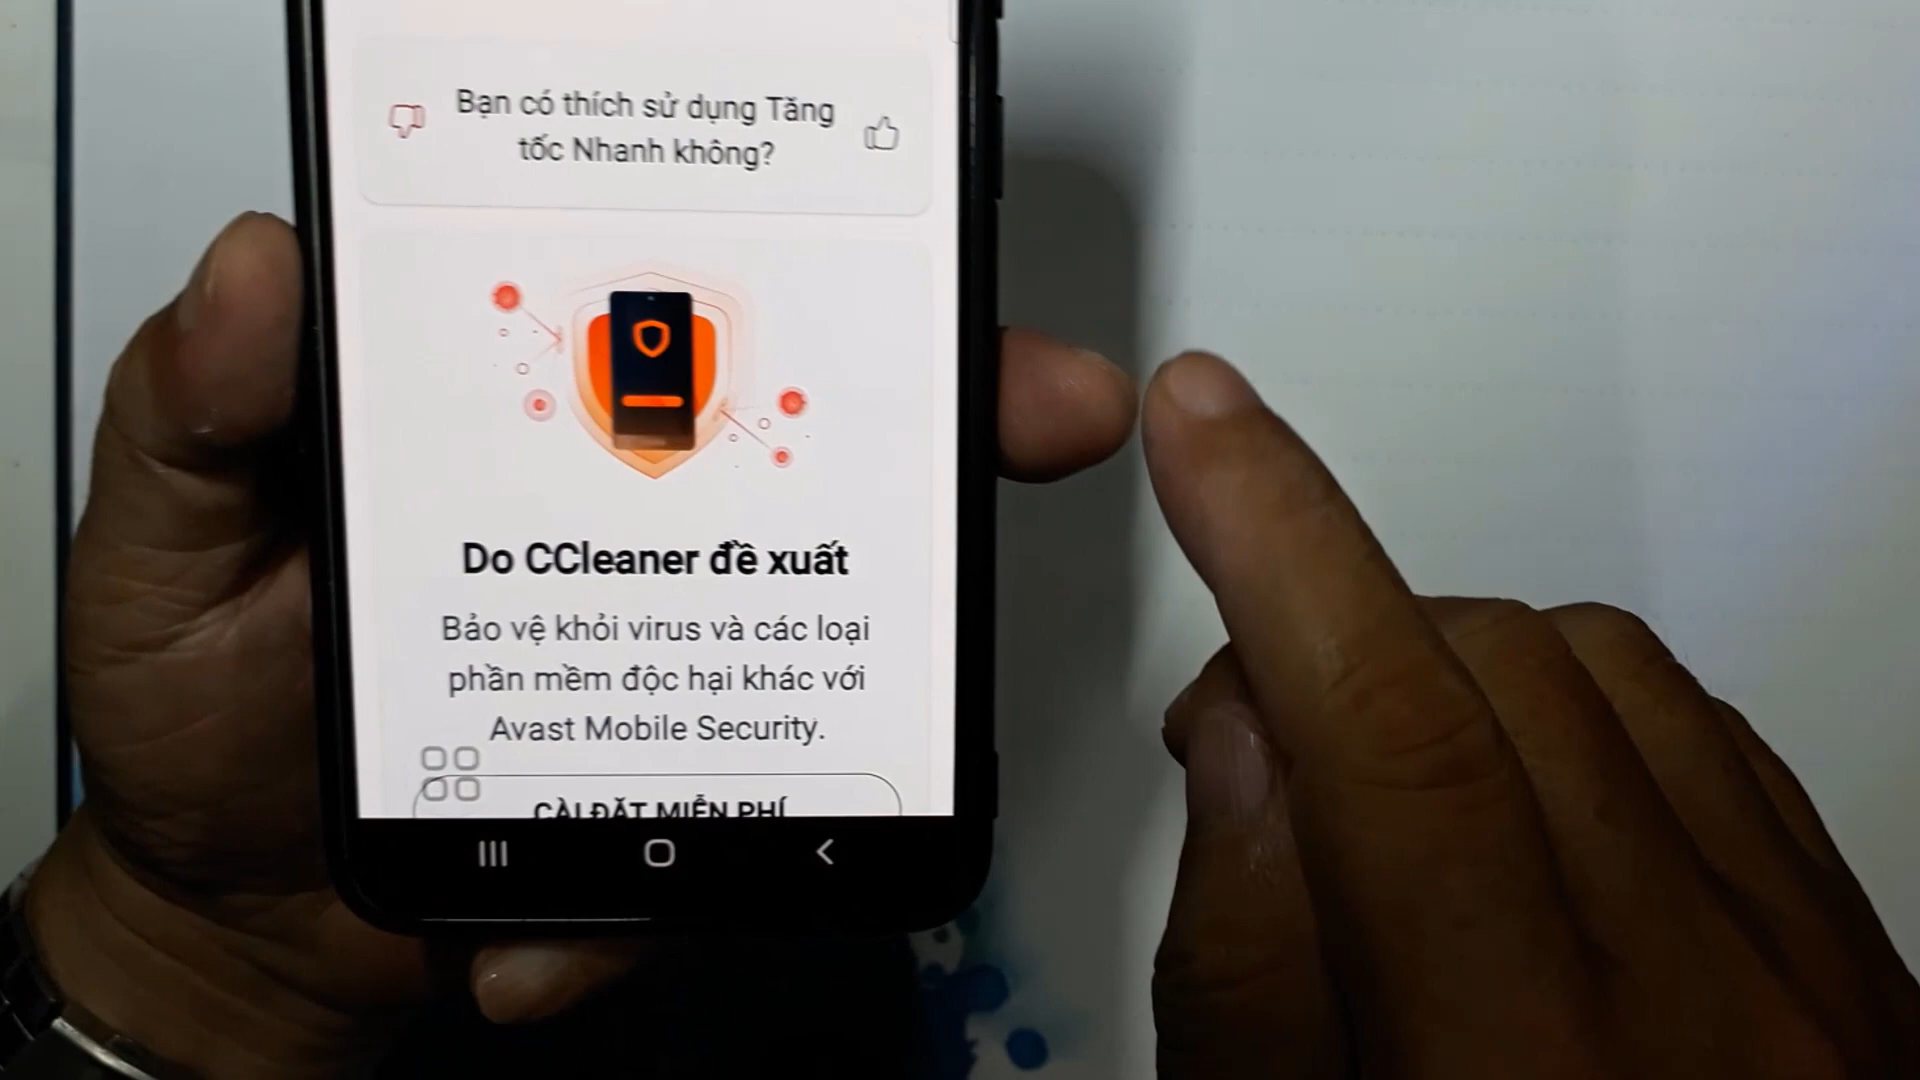 Bạn có thích sử dụng Tăng
tốc Nhanh không?
Do CCleaner đề xuất
Bảo vệ khỏi virus và các loại
phần mềm độc hại khác với
Avast Mobile Security.
CÀI ĐẶT MIỄN PHÍ